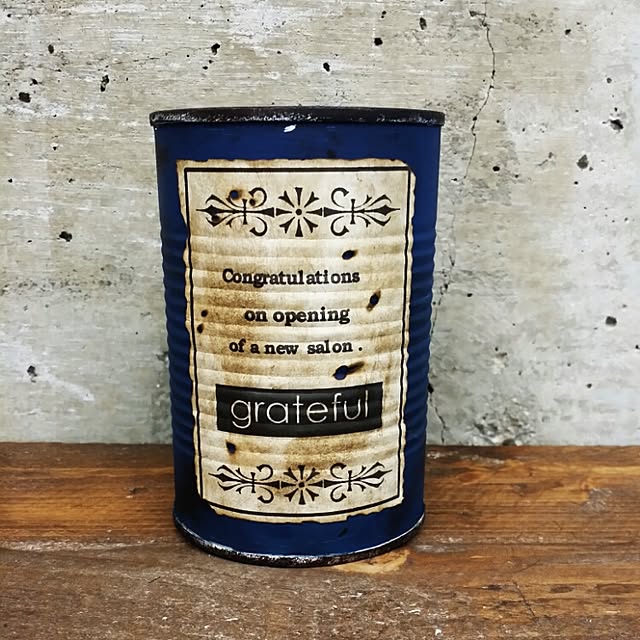 Congratulations
on opening
of a new salon.
grateful